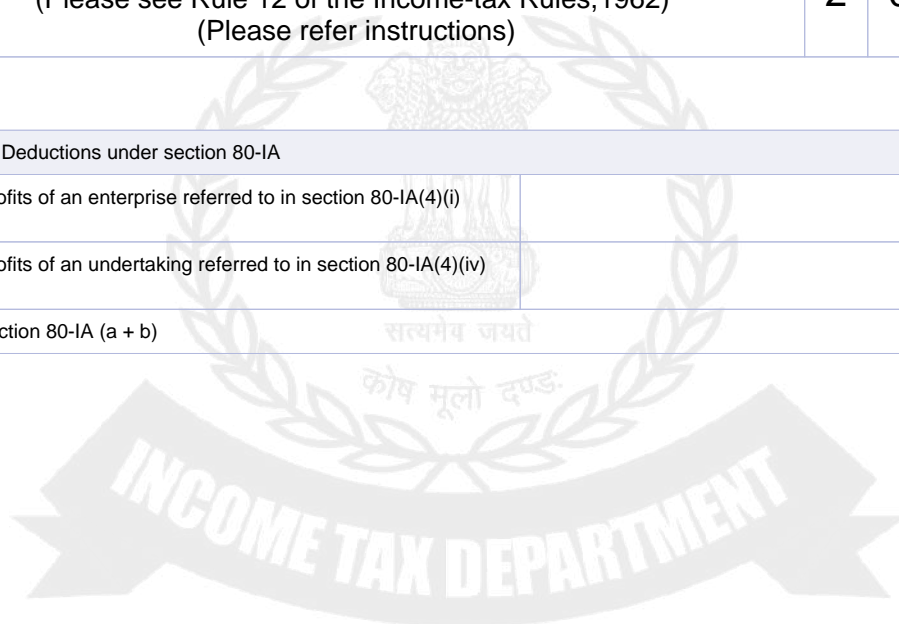 (Please see Rule 12 of the Income-tax Rules,1962)
(Please refer instructions)
2
Deductions under section 80-IA
ofits of an enterprise referred to in section 80-IA(4)(i)
ofits of an undertaking referred to in section 80-IA(4)(iv)
ction 80-IA (a + b)
सत्यमेव जयते
कोष मूलो दण्ड:
INCOME TAX DEPARTMENT